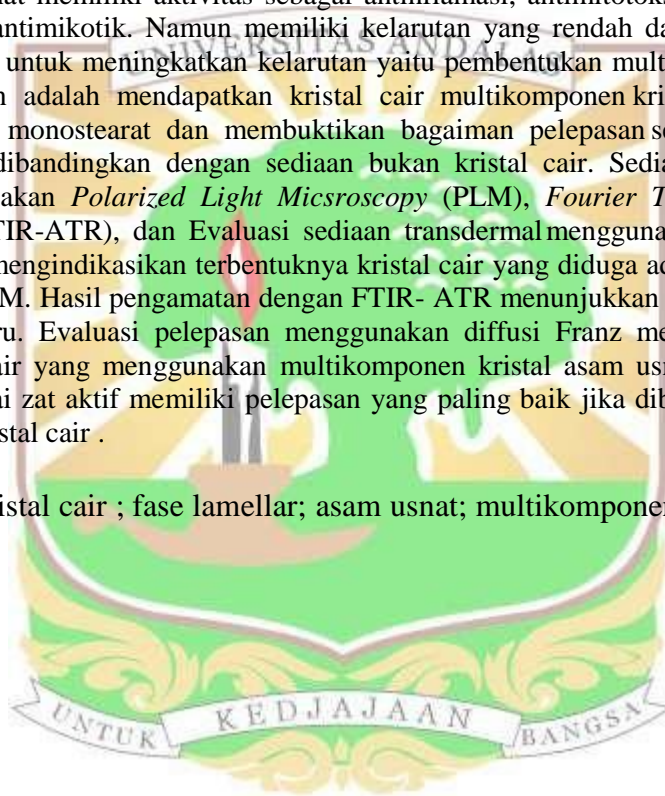 memiliki aktivitas sebagai antiinflamasi, antimitotoks
antimikotik. Namun memiliki kelarutan yang rendah da
untuk meningkatkan kelarutan yaitu pembentukan mult
adalah mendapatkan kristal cair multikomponen kri
monostearat dan membuktikan bagaiman pelepasan se
dibandingkan dengan sediaan bukan kristal cair. Sedia
akan Polarized Light Micsroscopy (PLM), Fourier T
TIR-ATR), dan Evaluasi sediaan transdermal mengguna
mengindikasikan terbentuknya kristal cair yang diduga ad
M. Hasil pengamatan dengan FTIR- ATR menunjukkan
ru. Evaluasi pelepasan menggunakan diffusi Franz me
air yang menggunakan multikomponen kristal asam usn
ai zat aktif memiliki pelepasan yang paling baik jika dib
stal cair .
istal cair ; fase lamellar; asam usnat; multikomponen
UNIVERSITAS ANDALAS
UNTUK KEDJAJAAN BANGSA